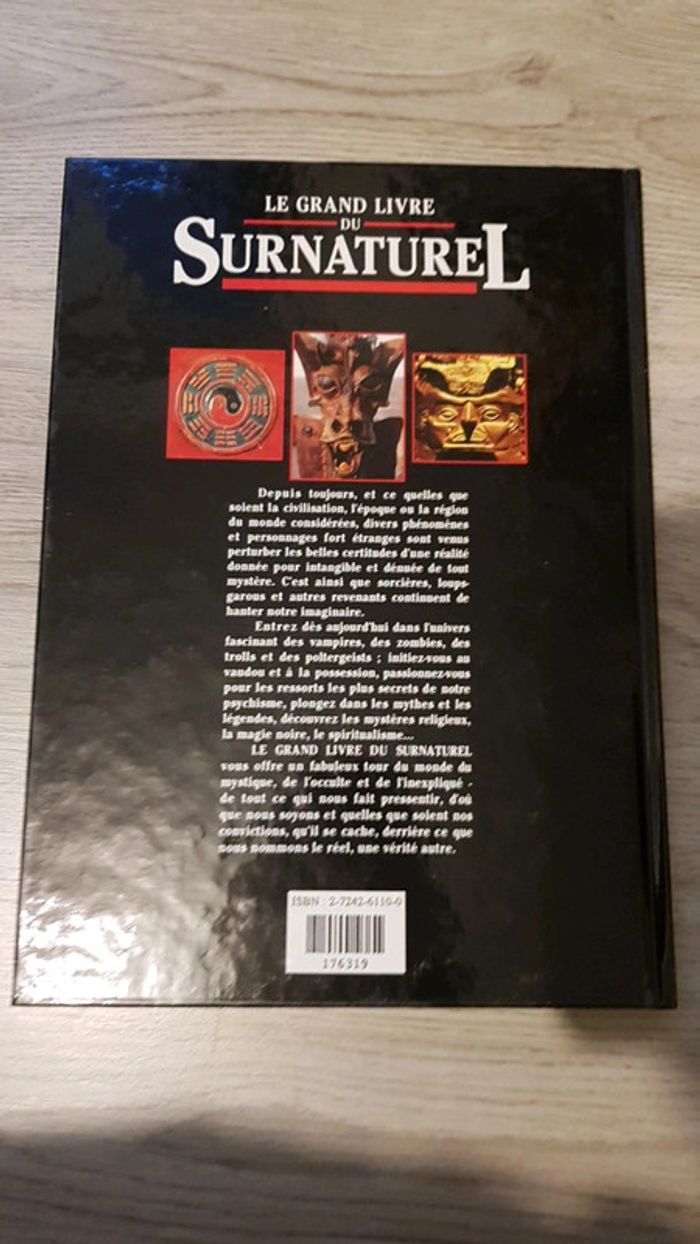 LE GRAND LIVRE
DU
SURNATUREL
Depuis toujours, et ce quelles que
soient la civilisation, l'époque ou la région
du monde considérées, divers phénomènes
et personnages fort étranges sont venus
perturber les belles certitudes d'une réalité
donnée pour intangible et dénuée de tout
mystère. C'est ainsi que sorcières, loups-
garous et autres revenants continuent de
hanter notre imaginaire.
Entrez dès aujourd'hui dans l'univers
fascinant des vampires, des zombies, des
trolls et des poltergeists ; initiez-vous au
vaudou et à la possession, passionnez-vous
pour les ressorts les plus secrets de notre
psychisme, plongez dans les mythes et les
légendes, découvrez les mystères religieux,
la magie noire, le spiritualisme...
LE GRAND LIVRE DU SURNATUREL
vous offre un fabuleux tour du monde du
mystique, de l'occulte et de l'inexpliqué -
de tout ce qui nous fait pressentir, d'où
que nous soyons et quelles que soient nos
convictions, qu'il se cache, derrière ce que
nous nommons le réel, une vérité autre.
ISBN : 2-7242-6110-0
176319